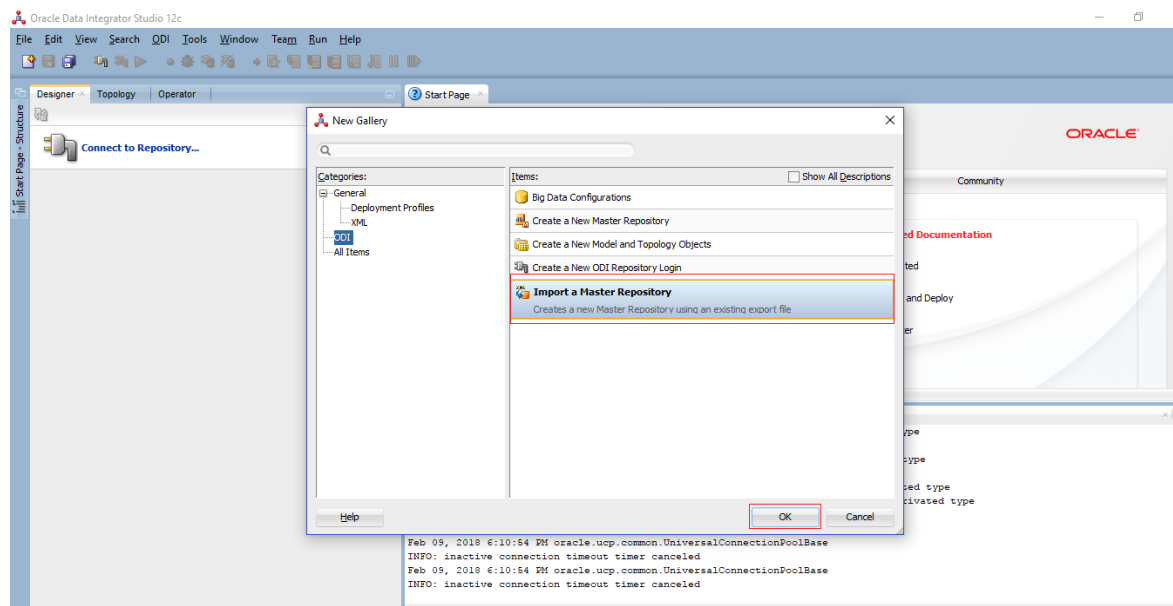 Oracle Data Integrator Studio 12c
File Edit View Search ODI Tools Window Team Run Help
Designer Topology Operator
Start Page
Start Page - Structure
Connect to Repository...
New Gallery
ORACLE
Community
Categories:
General
Deployment Profiles
XML
ODI
All Items
Items:
Show All Descriptions
Big Data Configurations
Create a New Master Repository
Create a New Model and Topology Objects
Create a New ODI Repository Login
Import a Master Repository
Creates a new Master Repository using an existing export file
ed Documentation
ted
and Deploy
er
ype
type
ted type
rivated type
Help
OK
Cancel
Feb 09, 2018 6:10:54 PM oracle.ucp.common.UniversalConnectionPoolBase
INFO: inactive connection timeout timer canceled
Feb 09, 2018 6:10:54 PM oracle.ucp.common.UniversalConnectionPoolBase
INFO: inactive connection timeout timer canceled